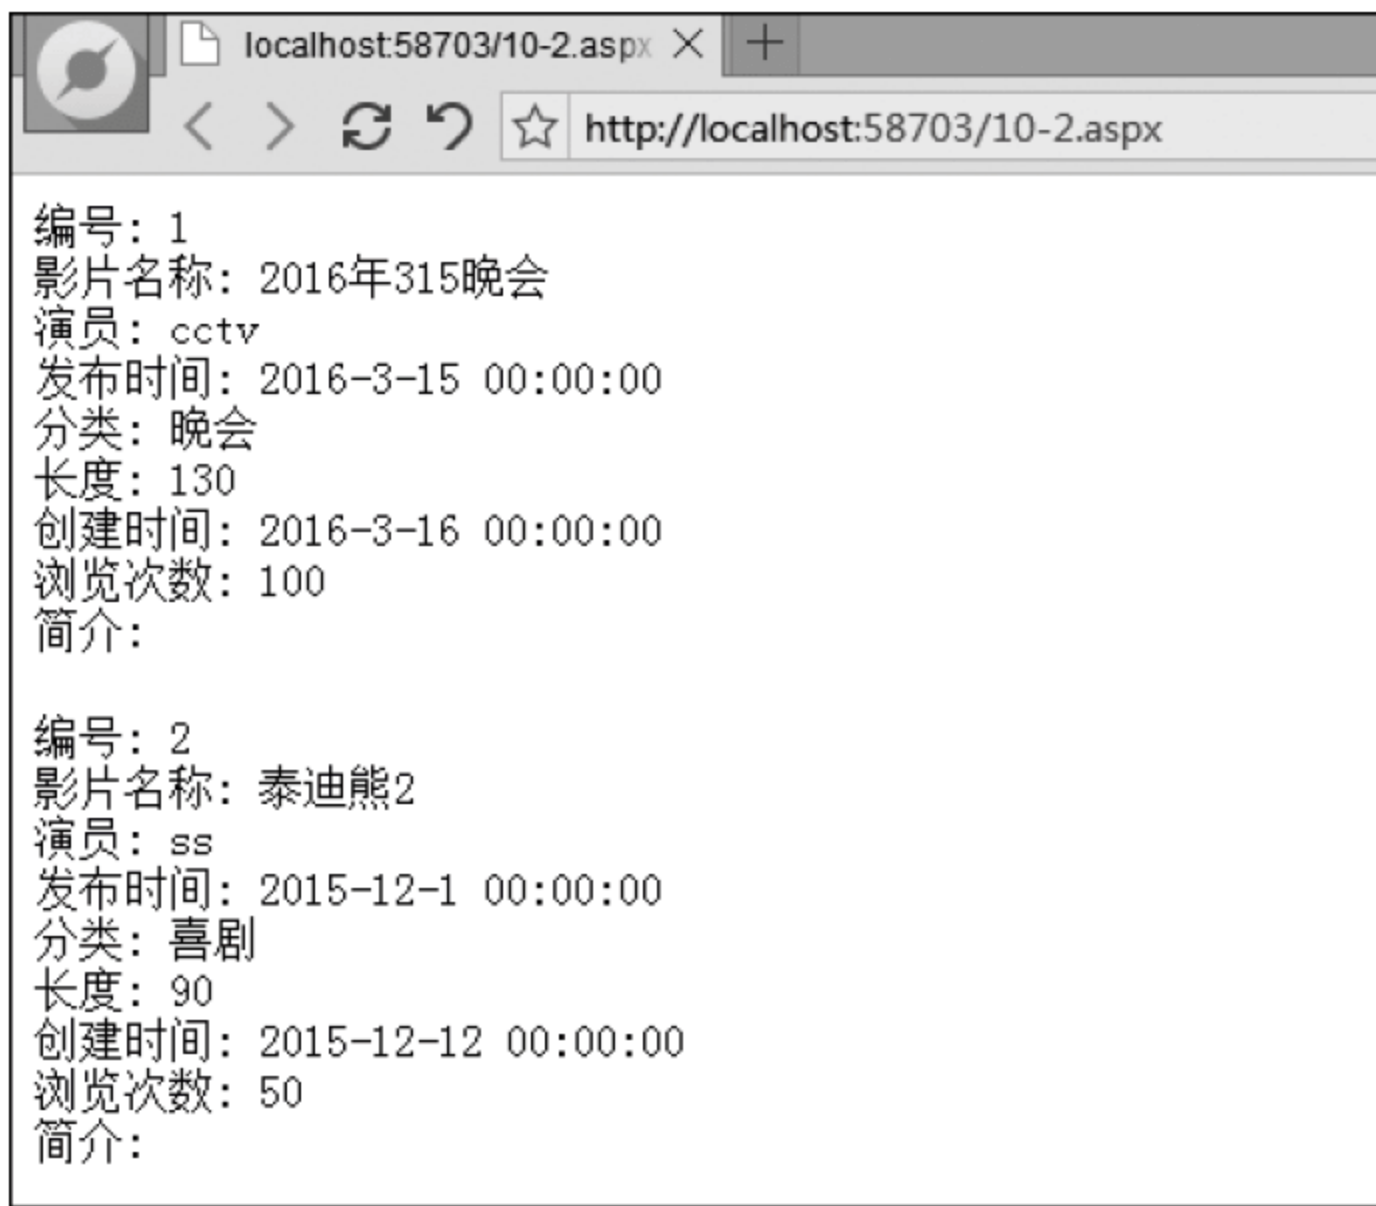 localhost:58703/10-2.aspx
http://localhost:58703/10-2.aspx
编号: 1
影片名称: 2016年315晚会
演员: cctv
发布时间: 2016-3-15 00:00:00
分类: 晚会
长度: 130
创建时间: 2016-3-16 00:00:00
浏览次数: 100
简介:
编号: 2
影片名称: 泰迪熊2
演员: ss
发布时间: 2015-12-1 00:00:00
分类: 喜剧
长度: 90
创建时间: 2015-12-12 00:00:00
浏览次数: 50
简介: